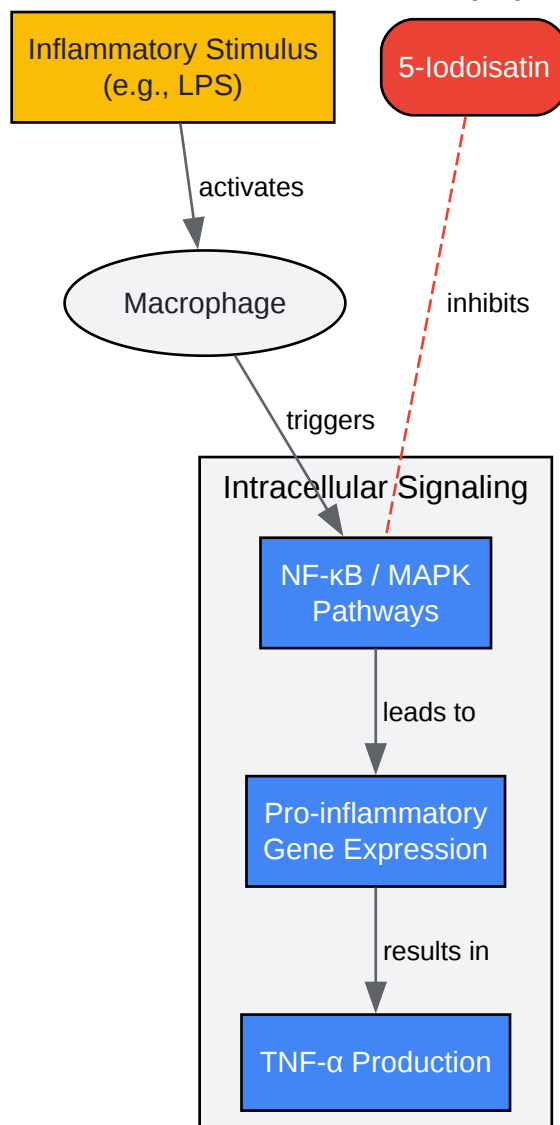 Inflammatory Stimulus
(e.g., LPS)
5-Iodoisatin
activates
Macrophage
inhibits
triggers
Intracellular Signaling
NF-κB / MAPK
Pathways
leads to
Pro-inflammatory
Gene Expression
results in
TNF-α Production